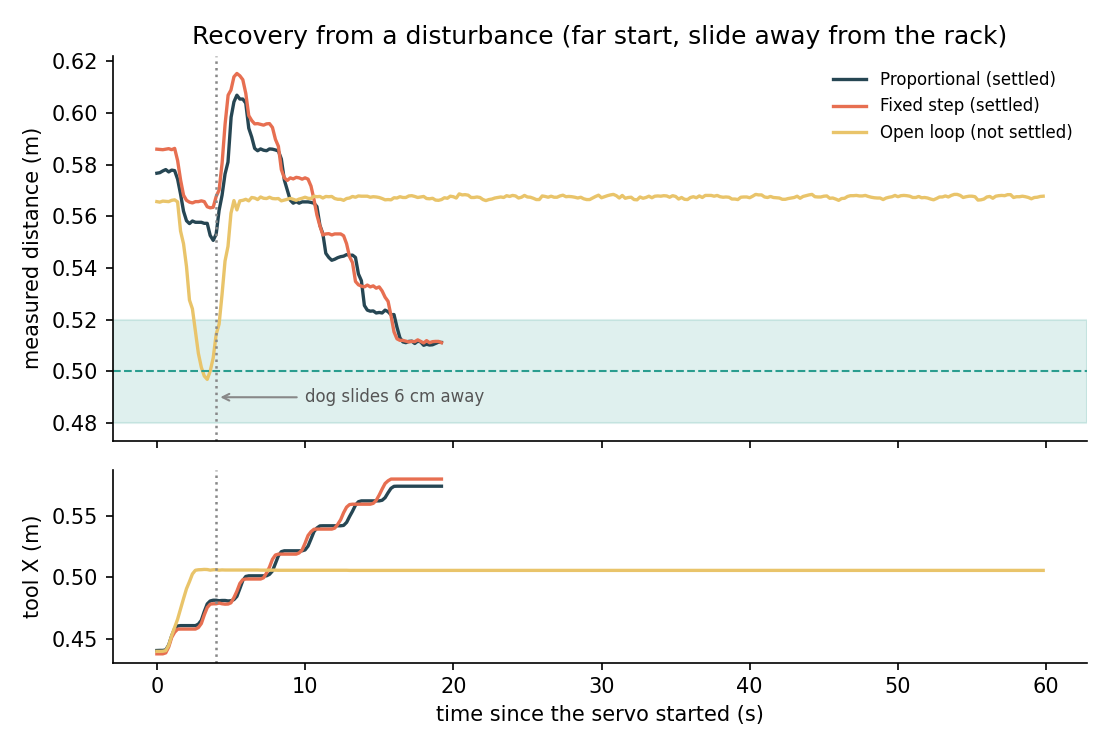 Recovery from a disturbance (far start, slide away from the rack)
measured distance (m)
0.62
0.60
0.58
0.56
0.54
0.52
0.50
0.48
Proportional (settled)
Fixed step (settled)
Open loop (not settled)
dog slides 6 cm away
tool X (m)
0.55
0.50
0.45
0 10 20 30 40 50 60
time since the servo started (s)